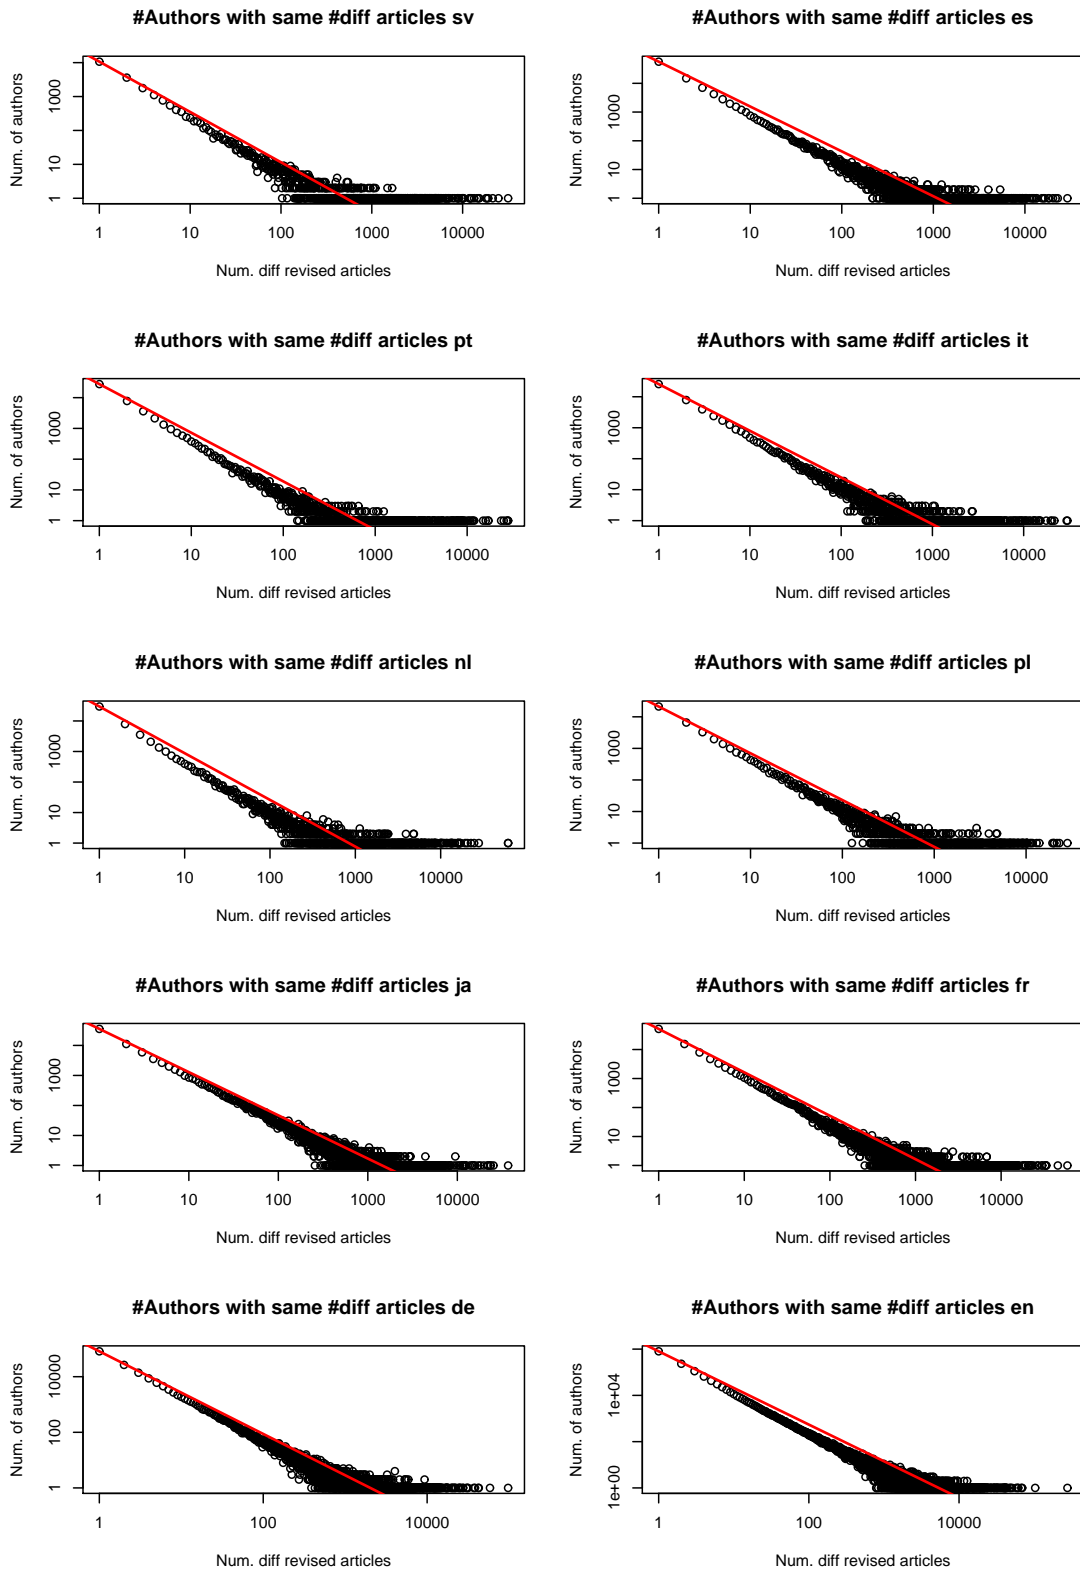 #Authors with same #diff articles sv
Num. of authors
1000
10
1
1 10 100 1000 10000
Num. diff revised articles
#Authors with same #diff articles es
Num. of authors
1000
10
1
1 10 100 1000 10000
Num. diff revised articles
#Authors with same #diff articles pt
Num. of authors
1000
10
1
1 10 100 1000 10000
Num. diff revised articles
#Authors with same #diff articles it
Num. of authors
1000
10
1
1 10 100 1000 10000
Num. diff revised articles
#Authors with same #diff articles nl
Num. of authors
1000
10
1
1 10 100 1000 10000
Num. diff revised articles
#Authors with same #diff articles pl
Num. of authors
1000
10
1
1 10 100 1000 10000
Num. diff revised articles
#Authors with same #diff articles ja
Num. of authors
1000
10
1
1 10 100 1000 10000
Num. diff revised articles
#Authors with same #diff articles fr
Num. of authors
1000
10
1
1 10 100 1000 10000
Num. diff revised articles
#Authors with same #diff articles de
Num. of authors
10000
100
1
1 100 10000
Num. diff revised articles
#Authors with same #diff articles en
Num. of authors
1e+04
1e+00
1 100 10000
Num. diff revised articles